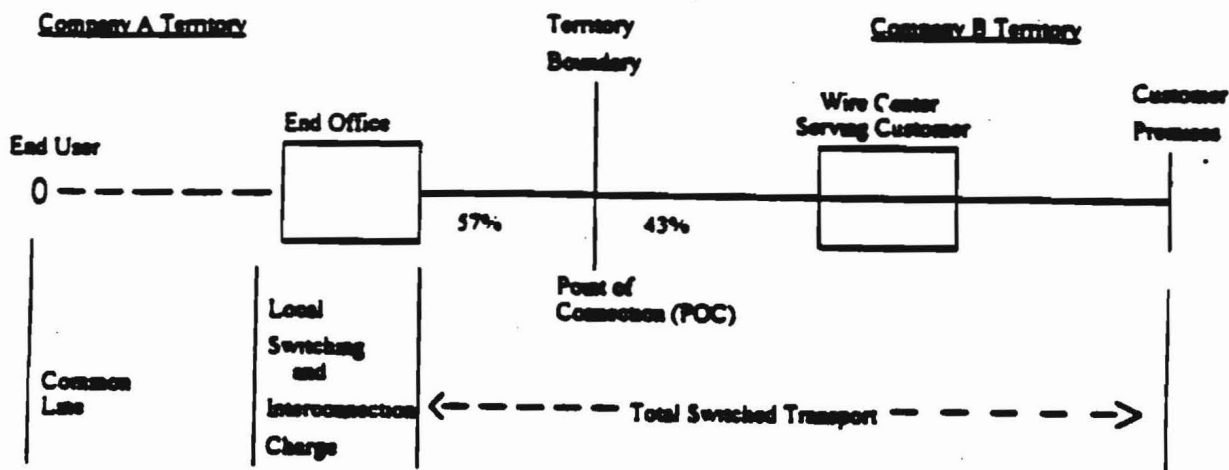 Company A Territory
Territory
Boundary
Company B Territory
End User
0
End Office
Wire Center
Serving Customer
Customer
Premises
57%
43%
Point of
Connection (POC)
Common
Line
Local
Switching
and
Interconnection
Charge
Total Switched Transport